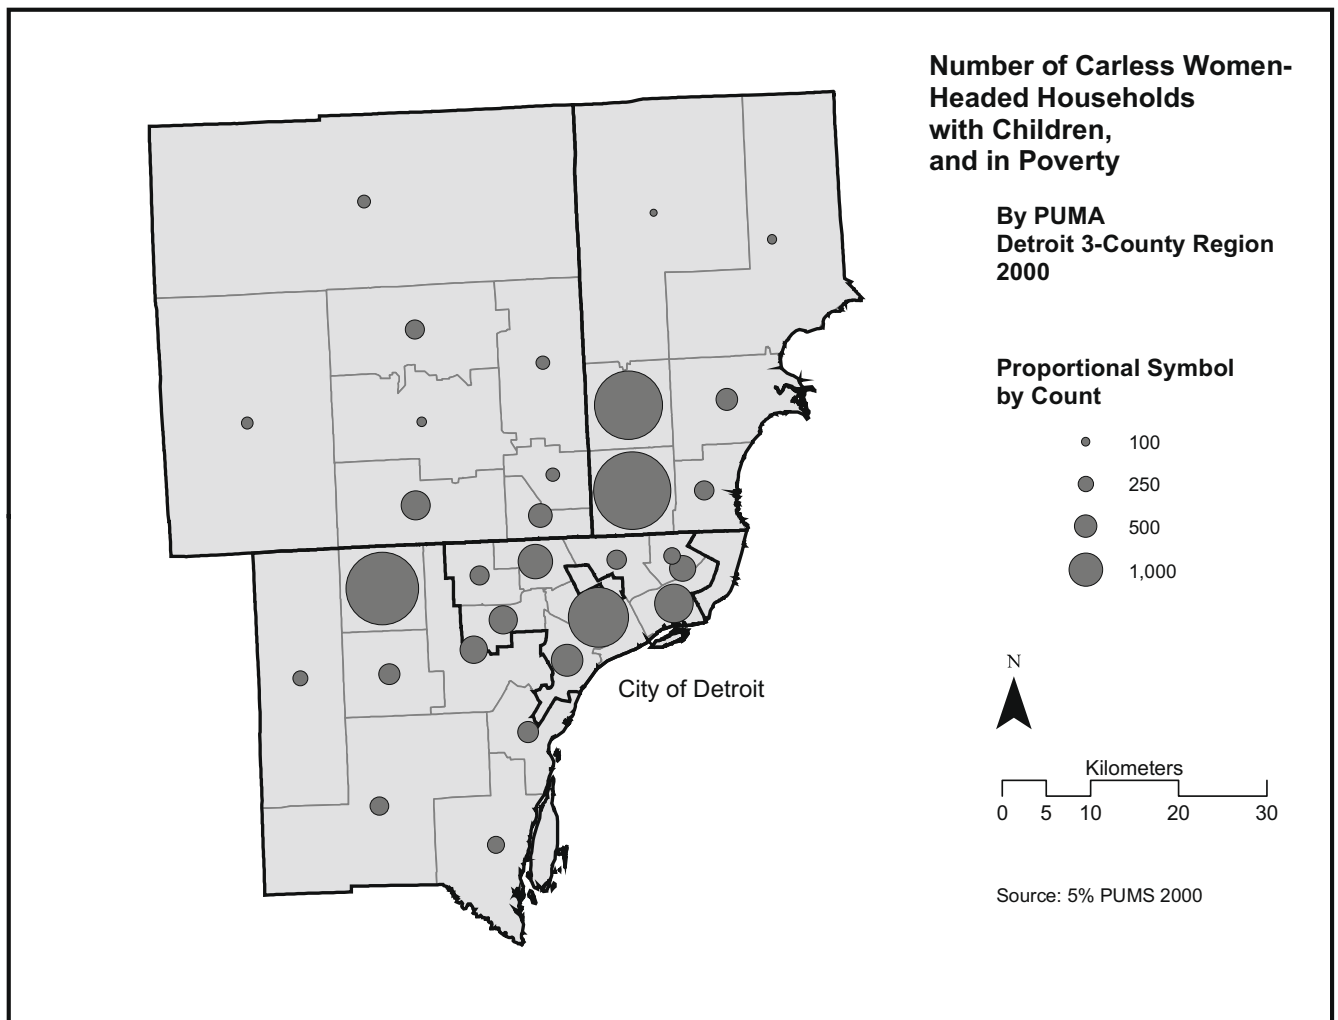 Number of Carless Women-
Headed Households
with Children,
and in Poverty
By PUMA
Detroit 3-County Region
2000
Proportional Symbol
by Count
100
250
500
1,000
City of Detroit
N
Kilometers
0 5 10 20 30
Source: 5% PUMS 2000